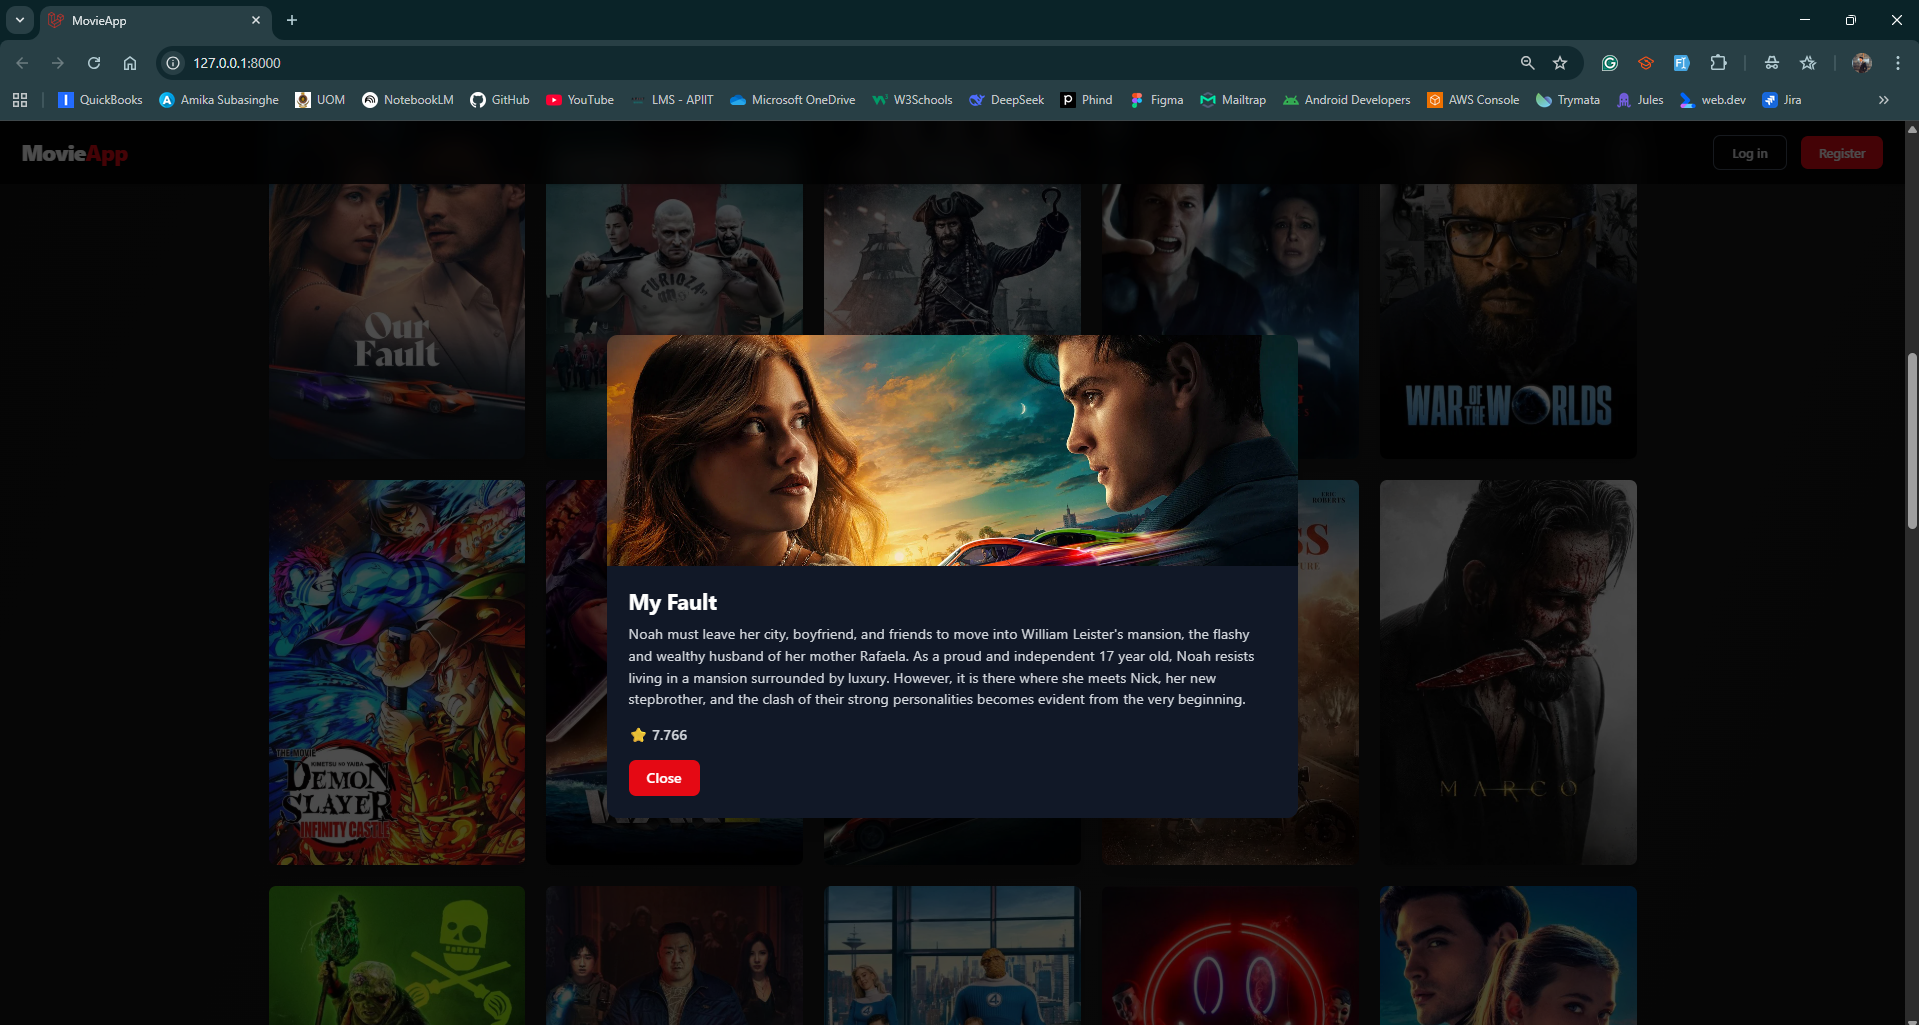 MovieApp
127.0.0.1:8000
QuickBooks
Amika Subasinghe
UOM
NotebookLM
GitHub
YouTube
LMS - APIIT
Microsoft OneDrive
W3Schools
DeepSeek
Phind
Figma
Mailtrap
Android Developers
AWS Console
Trymata
Jules
web.dev
Jira
MovieApp
Log in
Register
FURIOZA
Our
Fault
WAR OF THE WORLDS
My Fault
Noah must leave her city, boyfriend, and friends to move into William Leister's mansion, the flashy
and wealthy husband of her mother Rafaela. As a proud and independent 17 year old, Noah resists
living in a mansion surrounded by luxury. However, it is there where she meets Nick, her new
stepbrother, and the clash of their strong personalities becomes evident from the very beginning.
7.766
Close
ERIC
ROBERTS
THE MOVIE
KIMETSU NO YAIBA
DEMON
SLAYER
INFINITY CASTLE
MARCO